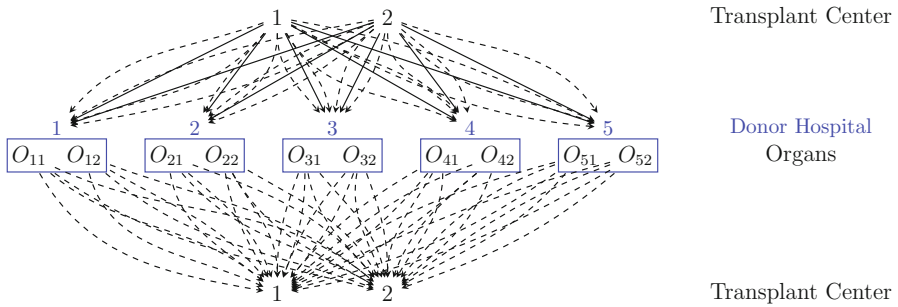 1 2 Transplant Center
1 2 3 4 5 Donor Hospital
O11 O12 O21 O22 O31 O32 O41 O42 O51 O52 Organs
1 2 Transplant Center